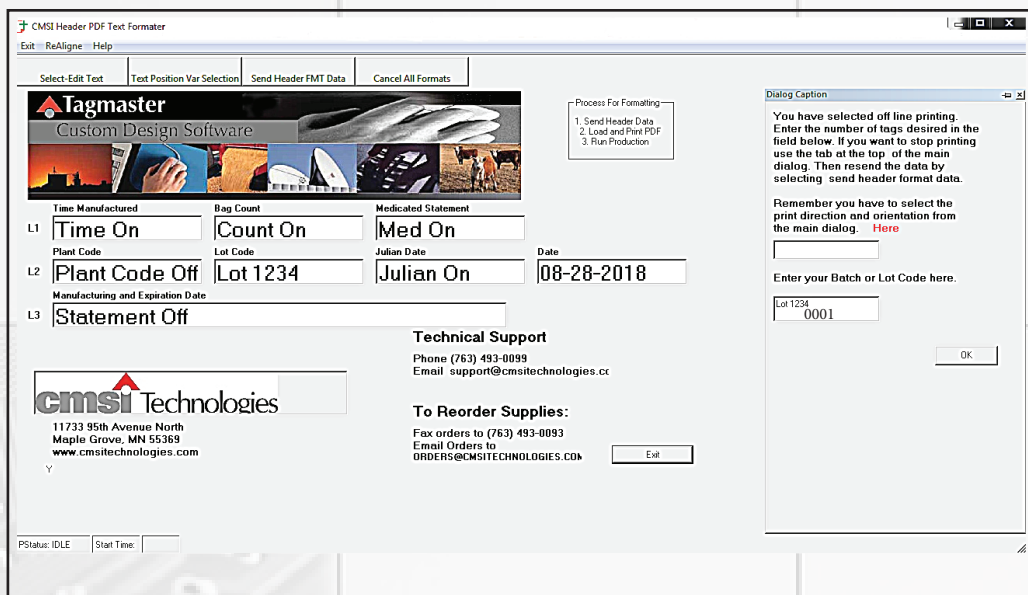 CMSI Header PDF Text Formater
Exit ReAligne Help
Select-Edit Text Text Position Var Selection Send Header FMT Data Cancel All Formats
Tagmaster
Custom Design Software
Process For Formatting
1. Send Header Data
2. Load and Print PDF
3. Run Production
Time Manufactured Bag Count Medicated Statement
L1 Time On Count On Med On
Plant Code Lot Code Julian Date Date
L2 Plant Code Off Lot 1234 Julian On 08-28-2018
Manufacturing and Expiration Date
L3 Statement Off
Technical Support
Phone (763) 493-0099
Email support@cmsitechnologies.cc
cmsi Technologies
11733 95th Avenue North
Maple Grove, MN 55369
www.cmsitechnologies.com
Y
To Reorder Supplies:
Fax orders to (763) 493-0093
Email Orders to
ORDERS@CMSITECHNOLOGIES.COM
Exit
PStatus: IDLE Start Time:
Dialog Caption
You have selected off line printing.
Enter the number of tags desired in the
field below. If you want to stop printing
use the tab at the top of the main
dialog. Then resend the data by
selecting send header format data.
Remember you have to select the
print direction and orientation from
the main dialog. Here
Enter your Batch or Lot Code here.
Lot 1234
0001
OK